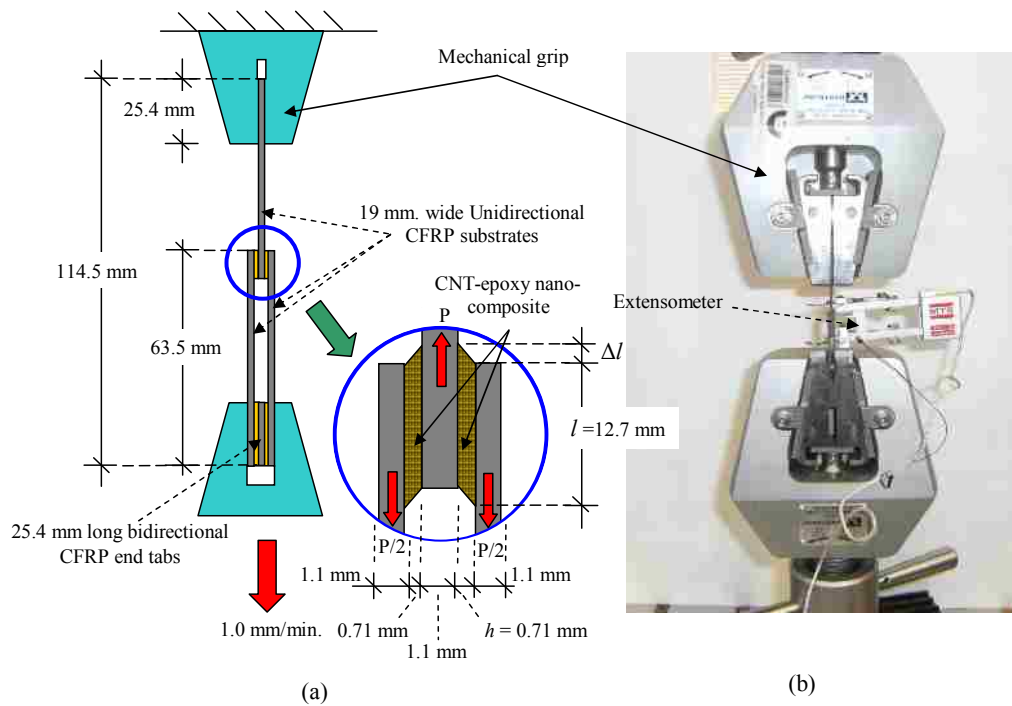 Mechanical grip
25.4 mm
19 mm. wide Unidirectional
CFRP substrates
114.5 mm
CNT-epoxy nano-
composite
Extensometer
P
Δl
63.5 mm
l =12.7 mm
25.4 mm long bidirectional
CFRP end tabs
P/2
P/2
1.1 mm
1.1 mm
1.0 mm/min.
0.71 mm
h = 0.71 mm
1.1 mm
(a)
(b)
MTS